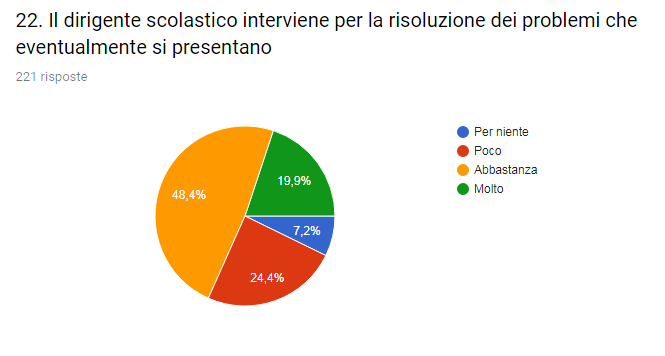 22. Il dirigente scolastico interviene per la risoluzione dei problemi che
eventualmente si presentano
221 risposte
Per niente
Poco
Abbastanza
Molto
19,9%
48,4%
7,2%
24,4%